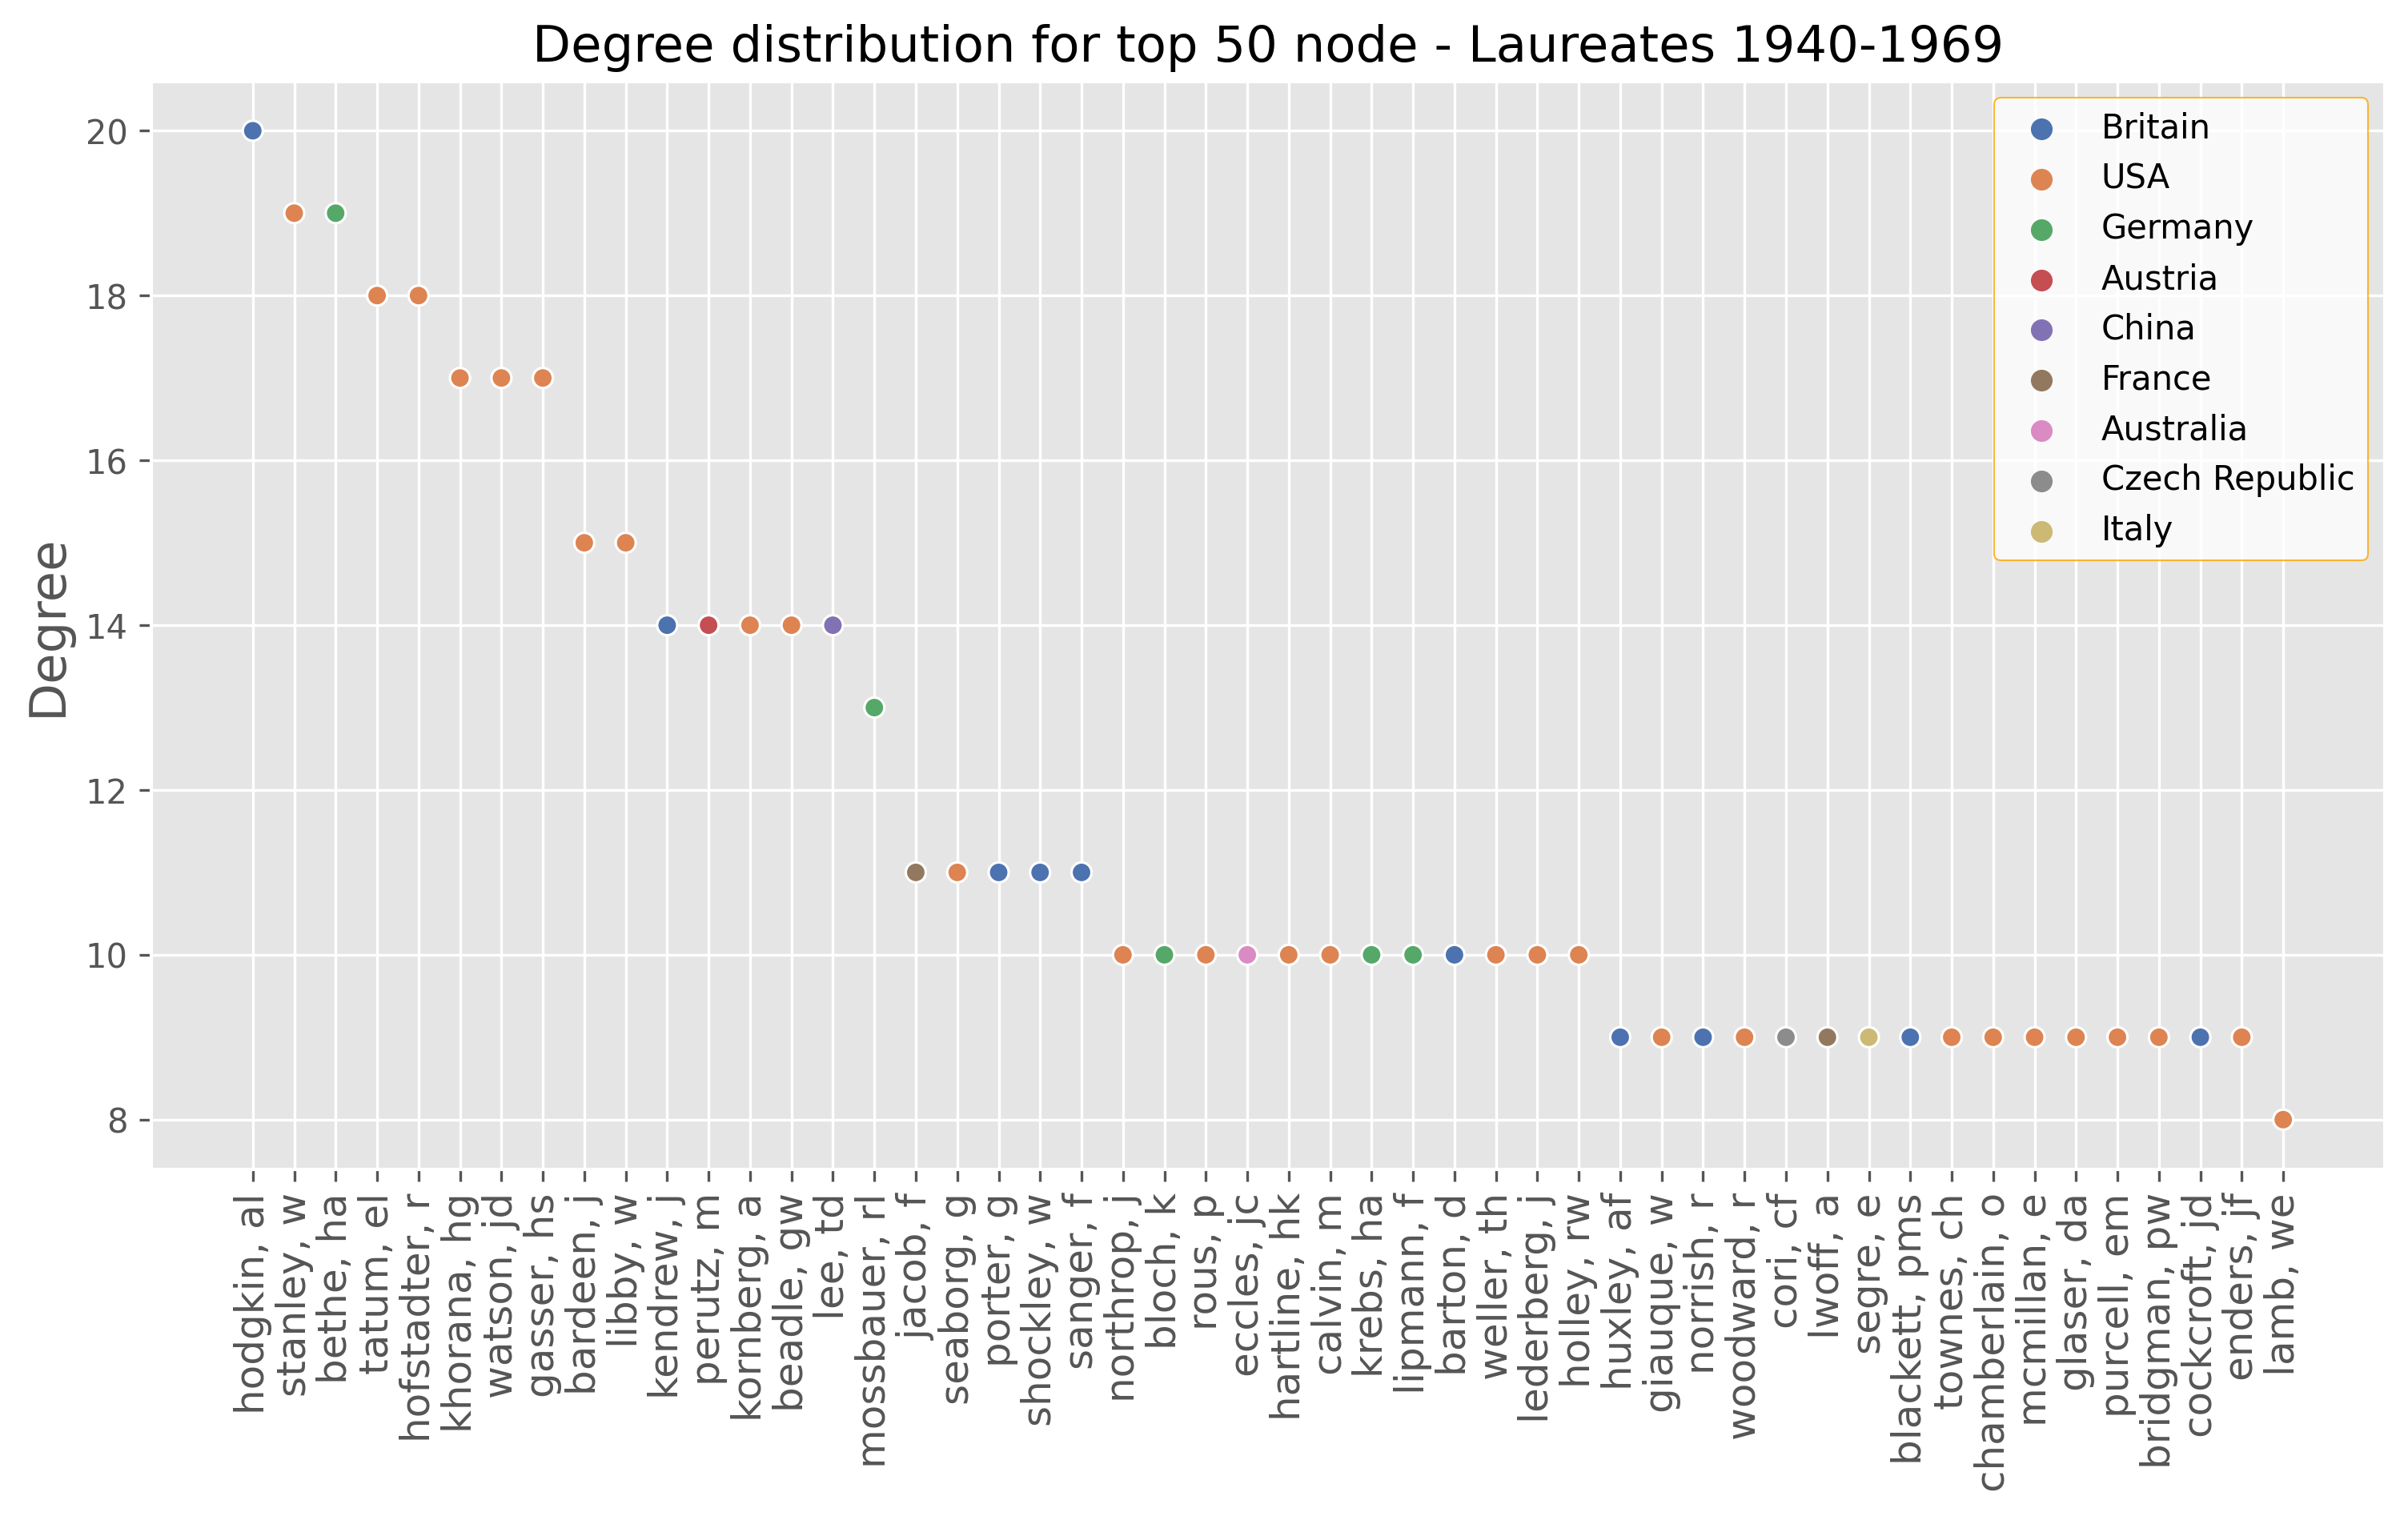 Degree distribution for top 50 node - Laureates 1940-1969
Degree
20
18
16
14
12
10
8
Britain
USA
Germany
Austria
China
France
Australia
Czech Republic
Italy
hodgkin, al
stanley, w
bethe, ha
tatum, el
hofstadter, r
khorana, hg
watson, jd
gasser, hs
bardeen, j
libby, w
kendrew, j
perutz, m
kornberg, a
beadle, gw
lee, td
mossbauer, rl
jacob, f
seaborg, g
porter, g
shockley, w
sanger, f
northrop, j
bloch, k
rous, p
eccles, jc
hartline, hk
calvin, m
krebs, ha
lipmann, f
barton, d
weller, th
lederberg, j
holley, rw
huxley, af
giauque, w
norrish, r
woodward, r
cori, cf
lwoff, a
segre, e
blackett, pms
townes, ch
chamberlain, o
mcmillan, e
glaser, da
purcell, em
bridgman, pw
cockcroft, jd
enders, jf
lamb, we